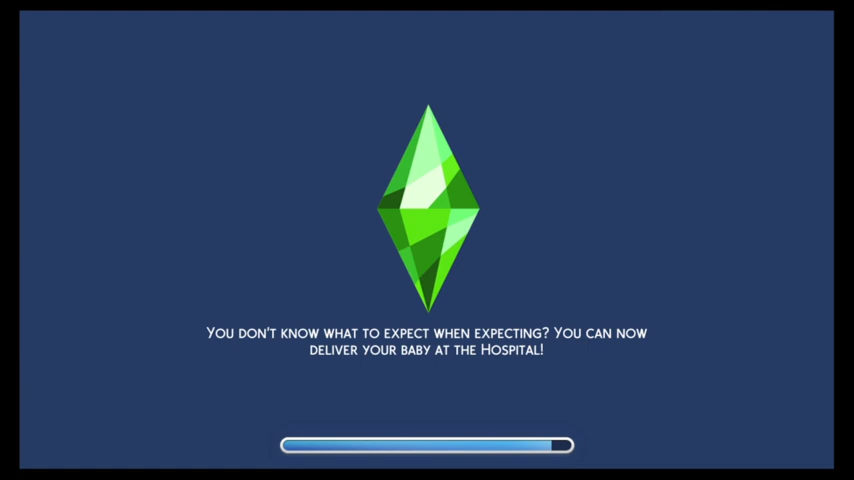 You don't know what to expect when expecting? You can now
deliver your baby at the Hospital!